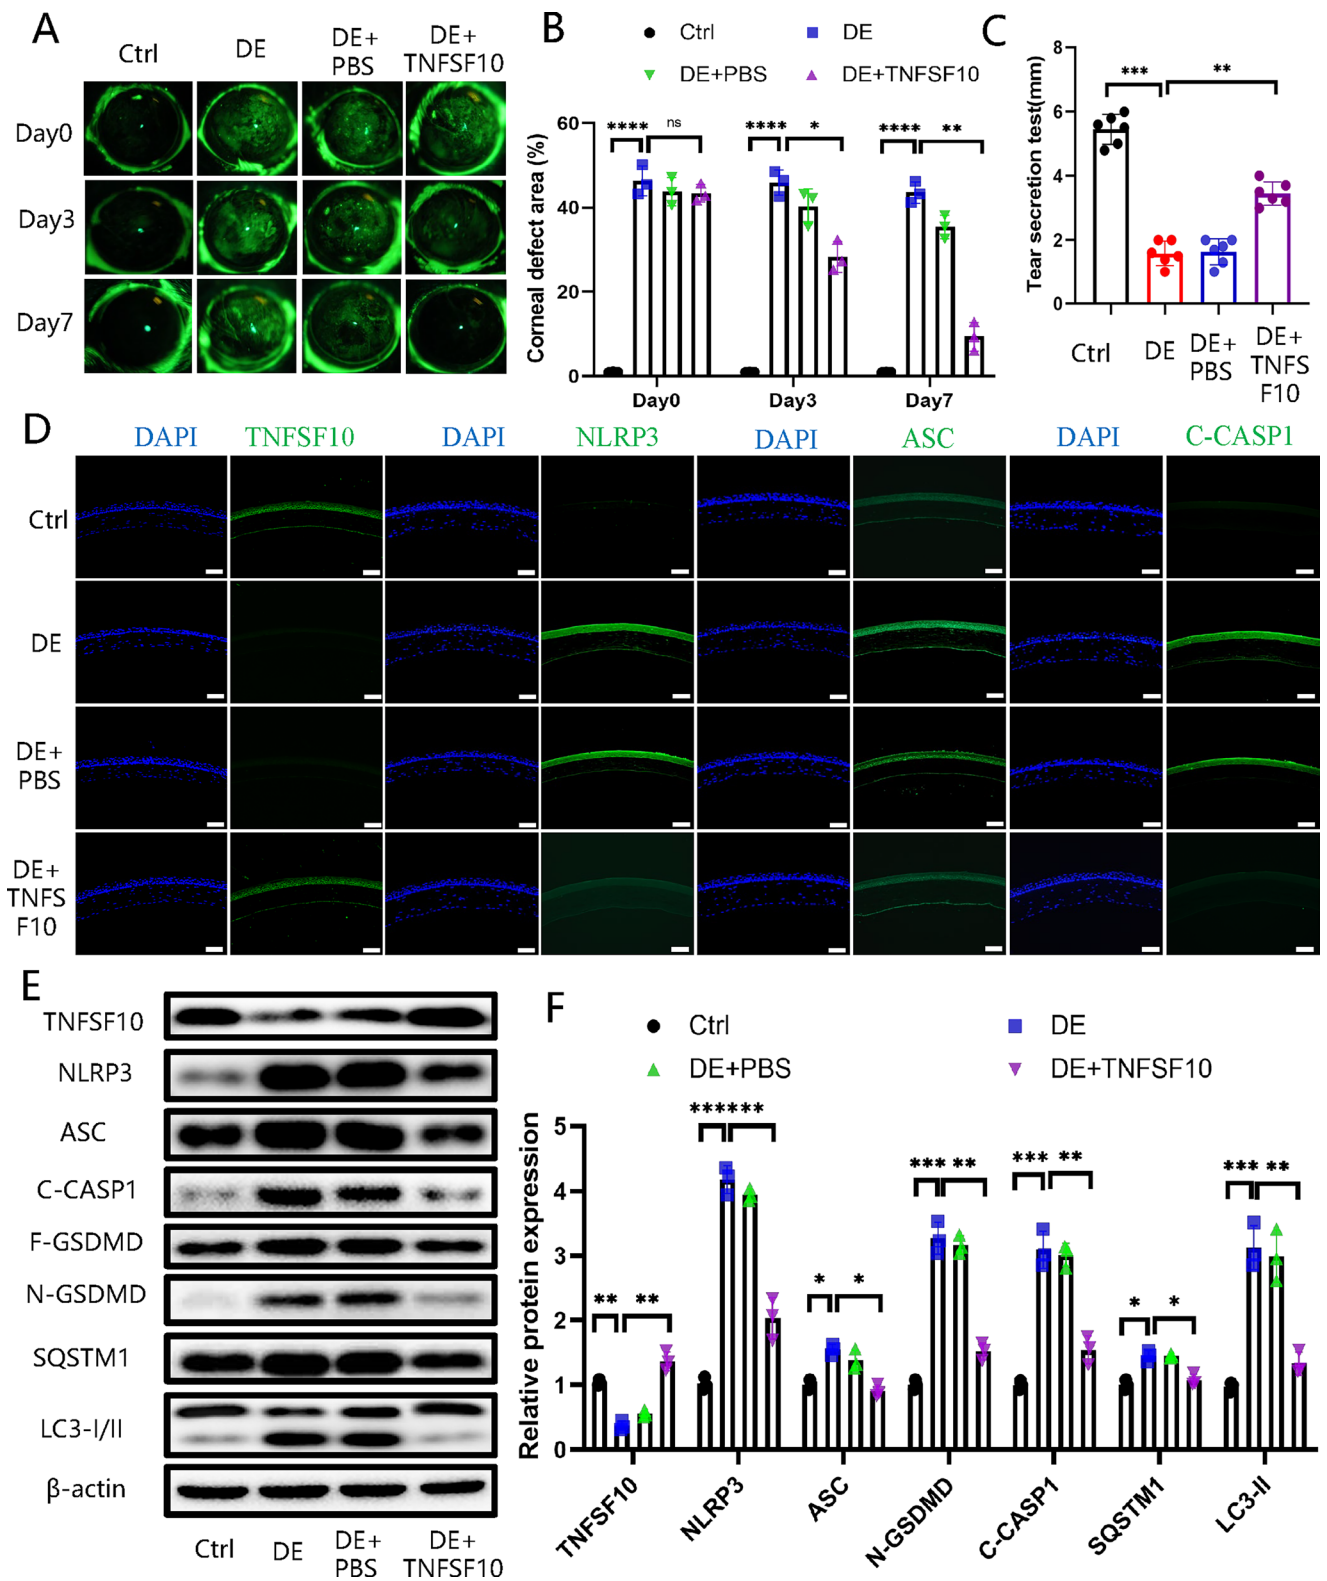 A
Ctrl
DE
DE+
PBS
DE+
TNFSF10
Day0
Day3
Day7
B
Ctrl
DE
DE+PBS
DE+TNFSF10
Corneal defect area (%)
60
40
20
0
**** ns
**** *
**** **
Day0 Day3 Day7
C
Tear secretion test(mm)
8
6
4
2
0
*** **
Ctrl
DE
DE+
PBS
DE+
TNFS
F10
D
DAPI TNFSF10 DAPI NLRP3 DAPI ASC DAPI C-CASP1
Ctrl
DE
DE+
PBS
DE+
TNFS
F10
E
TNFSF10
NLRP3
ASC
C-CASP1
F-GSDMD
N-GSDMD
SQSTM1
LC3-I/II
β-actin
Ctrl
DE
DE+
PBS
DE+
TNFSF10
F
Ctrl
DE
DE+PBS
DE+TNFSF10
Relative protein expression
5
4
3
2
1
0
** **
******
* *
*** **
*** **
* *
*** **
TNFSF10
NLRP3
ASC
N-GSDMD
C-CASP1
SQSTM1
LC3-II